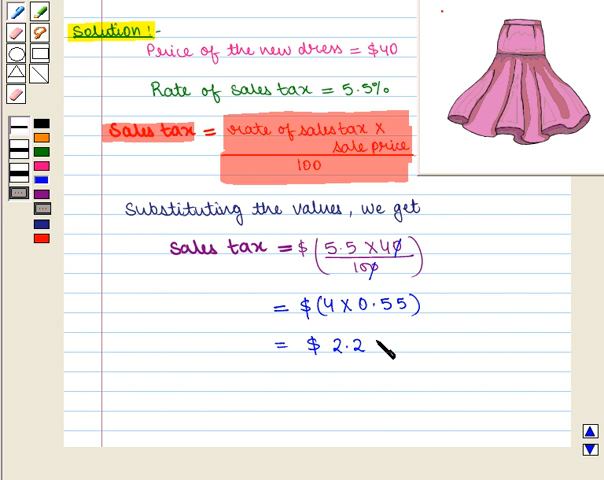 Solution:-
Price of the new dress = $40
Rate of sales tax = 5.5%
Sales tax = rate of sales tax × sale price / 100
Substituting the values, we get
Sales tax = $ (5.5 × 40 / 100)
= $(4 × 0.55)
= $ 2.2